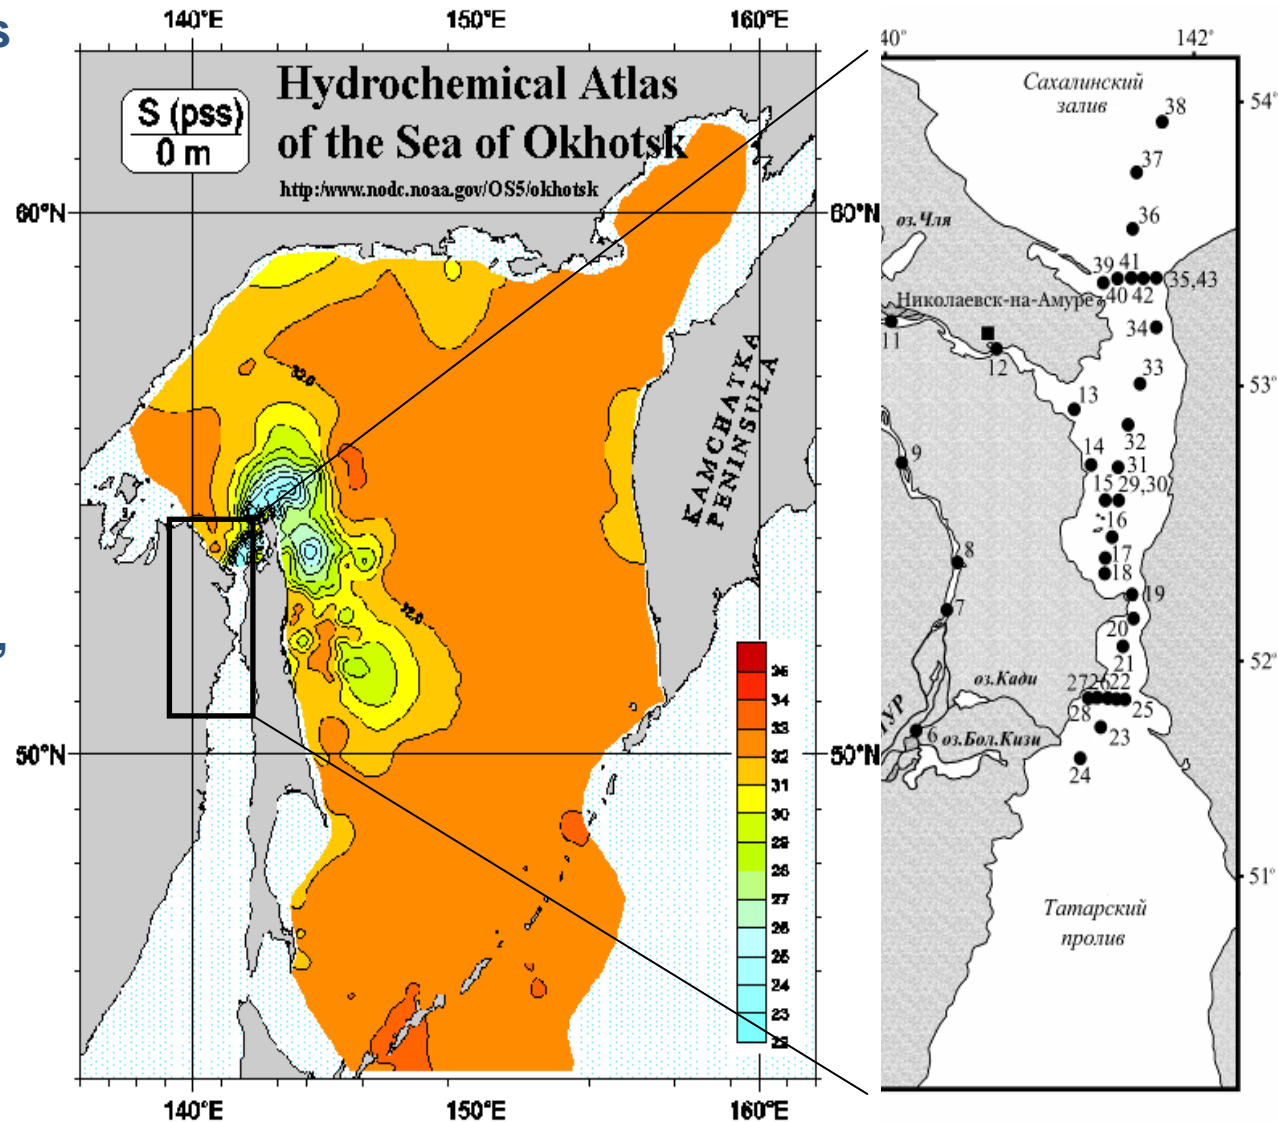 s
,
140°E 150°E 160°E
Hydrochemical Atlas
of the Sea of Okhotsk
http:/www.nodc.noaa.gov/OS5/okhotsk
S (pss)
0 m
60°N 60°N
50°N 50°N
32.0
32.0
KAMCHATKA
PENINSULA
35
34
33
32
31
30
29
28
27
26
25
24
23
22
140°E 150°E 160°E
40° 142°
54°
53°
52°
51°
Сахалинский
залив
38
37
36
оз.Чля
39 41
40 42 35,43
Николаевск-на-Амуре
34
11
12
33
13
32
9
14
31
15 29,30
16
8
17
18
7
19
20
21
оз.Кади
27 26 22
28 25
УР
6
оз.Бол.Кизи
23
24
Татарский
пролив